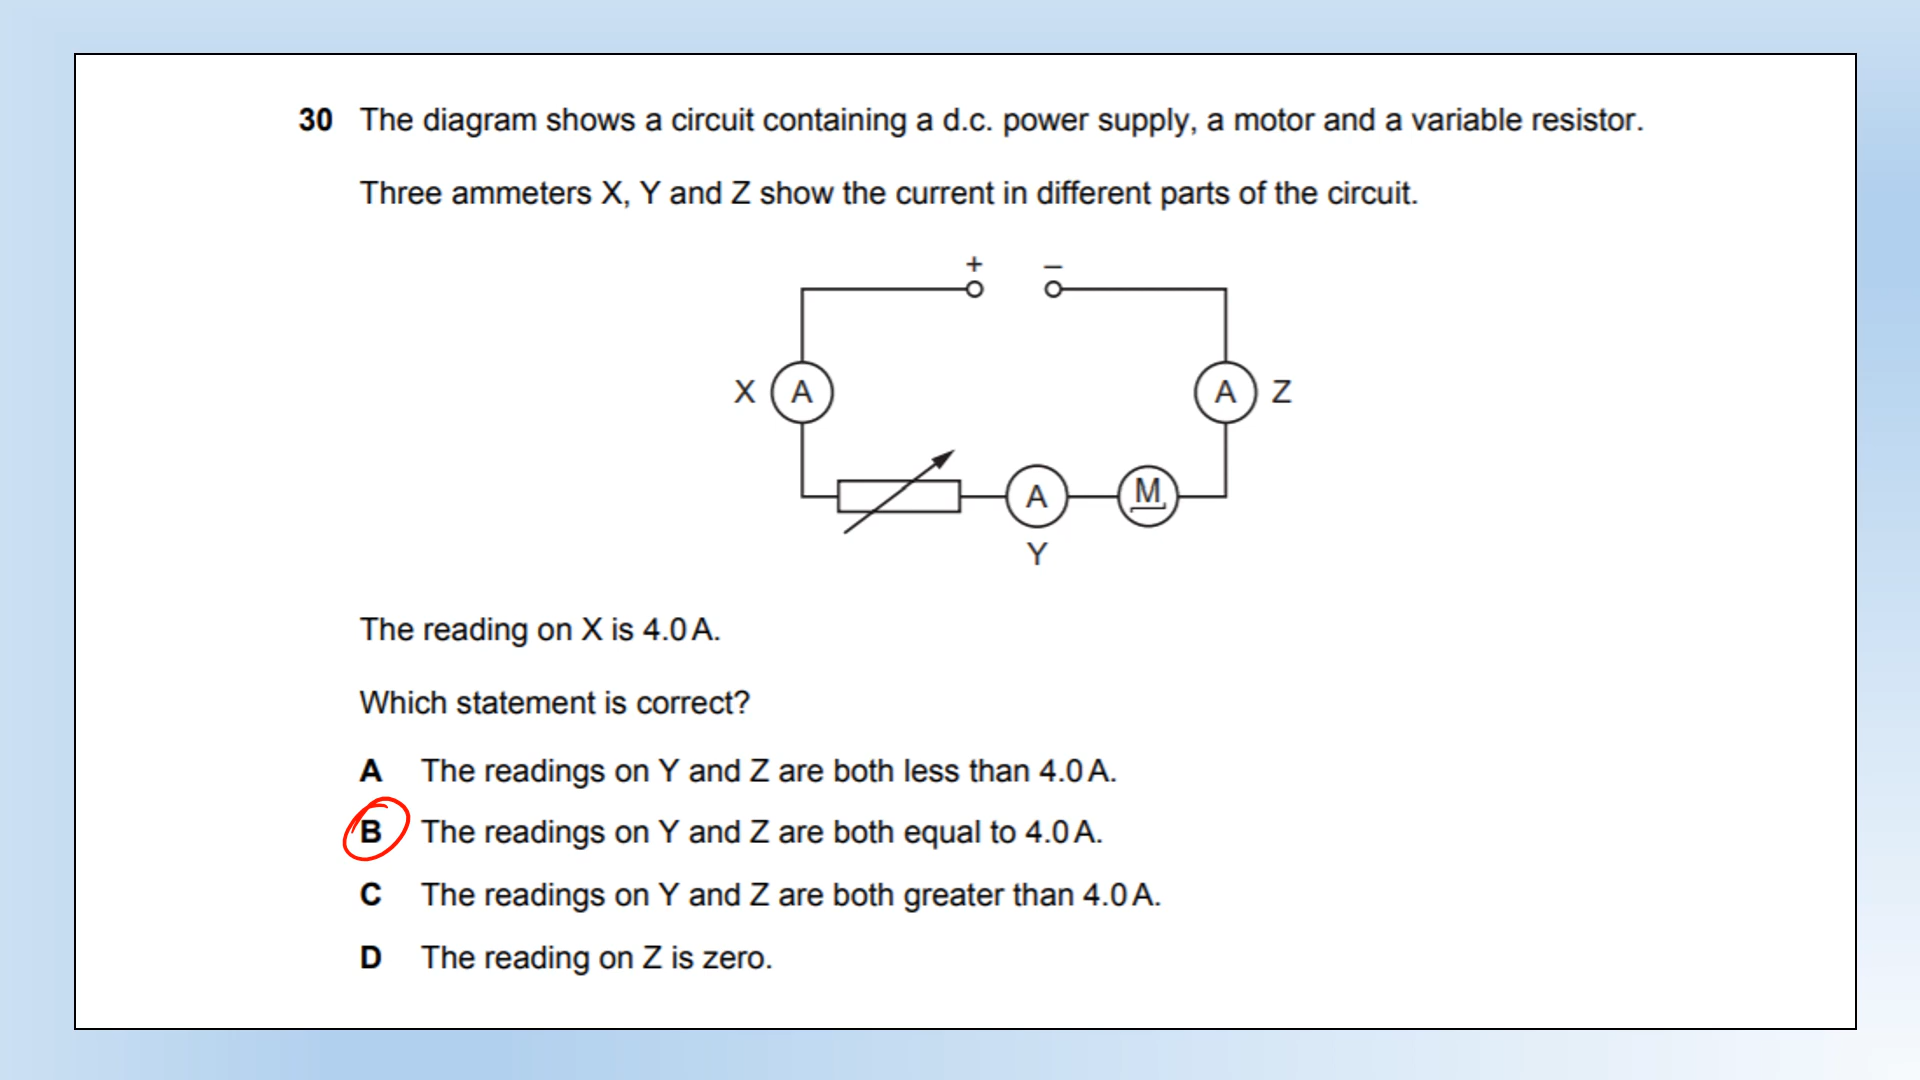 30 The diagram shows a circuit containing a d.c. power supply, a motor and a variable resistor.
Three ammeters X, Y and Z show the current in different parts of the circuit.
+ –
X A A Z
A M
Y
The reading on X is 4.0 A.
Which statement is correct?
A The readings on Y and Z are both less than 4.0 A.
B The readings on Y and Z are both equal to 4.0 A.
C The readings on Y and Z are both greater than 4.0 A.
D The reading on Z is zero.